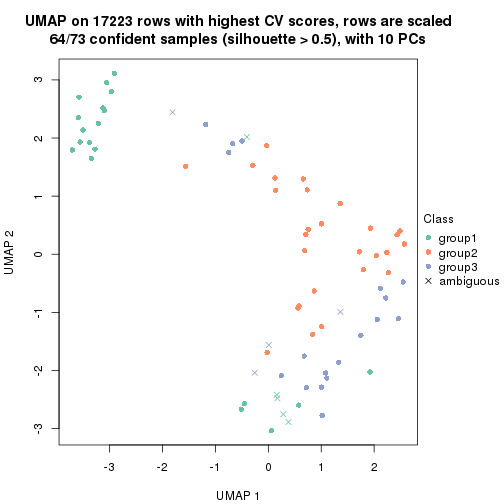 UMAP on 17223 rows with highest CV scores, rows are scaled
64/73 confident samples (silhouette > 0.5), with 10 PCs
3
2
1
0
-1
-2
-3
UMAP 2
-3
-2
-1
0
1
2
UMAP 1
Class
group1
group2
group3
ambiguous